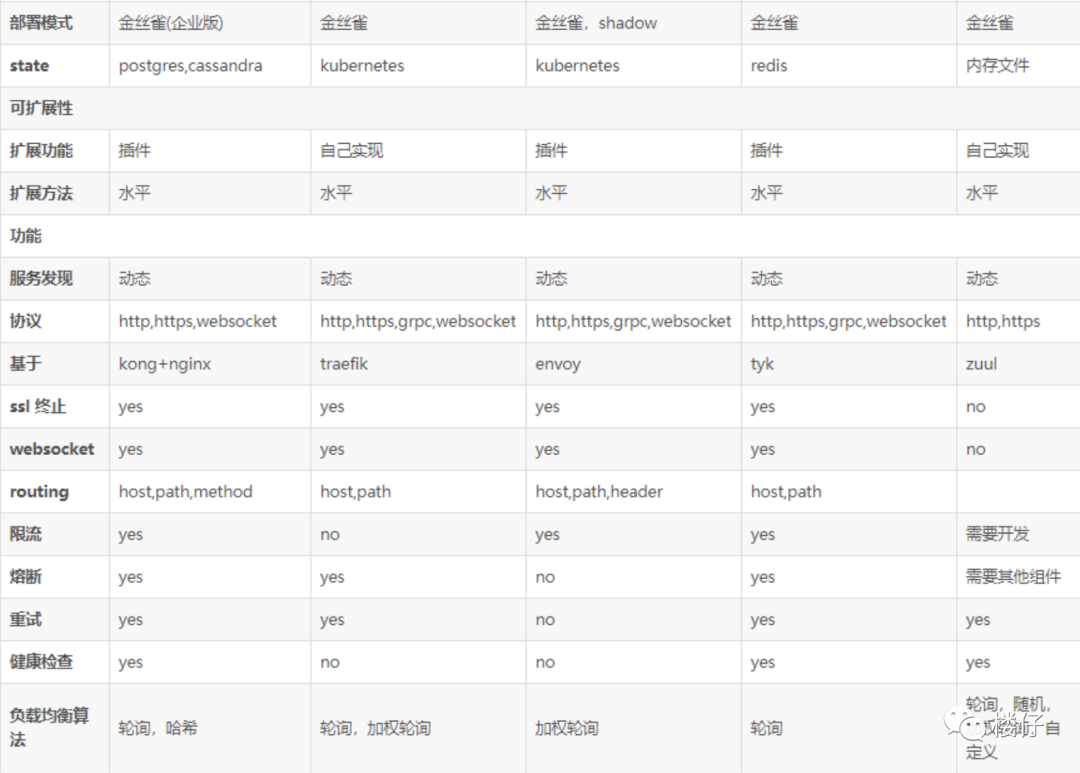 部署模式 金丝雀(企业版) 金丝雀 金丝雀，shadow 金丝雀 金丝雀
state postgres,cassandra kubernetes kubernetes redis 内存文件
可扩展性
扩展功能 插件 自己实现 插件 插件 自己实现
扩展方法 水平 水平 水平 水平 水平
功能
服务发现 动态 动态 动态 动态 动态
协议 http,https,websocket http,https,grpc,websocket http,https,grpc,websocket http,https,grpc,websocket http,https
基于 kong+nginx traefik envoy tyk zuul
ssl 终止 yes yes yes yes no
websocket yes yes yes yes no
routing host,path,method host,path host,path,header host,path
限流 yes no yes yes 需要开发
熔断 yes yes no yes 需要其他组件
重试 yes yes no yes yes
健康检查 yes no no yes yes
负载均衡算
法
轮询，哈希 轮询，加权轮询 加权轮询 轮询
轮询，随机，
自
定义
楼仔